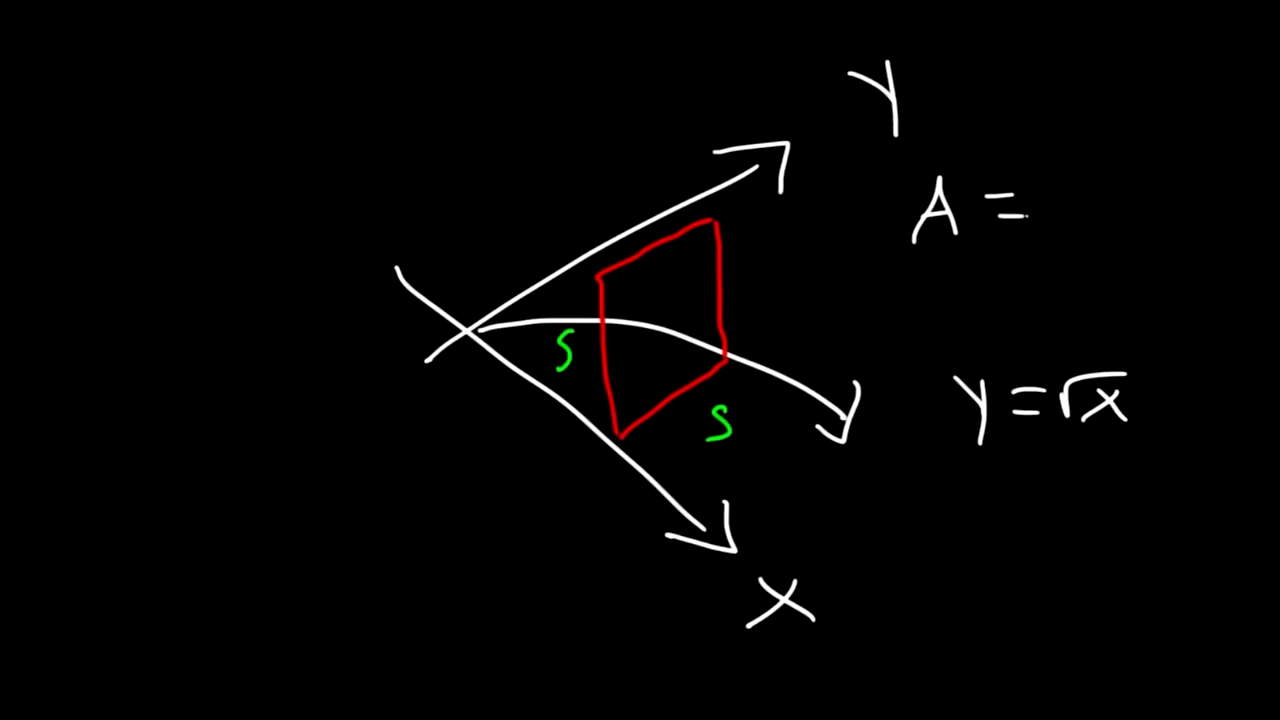 Y
A =
S
S
y = √x
X